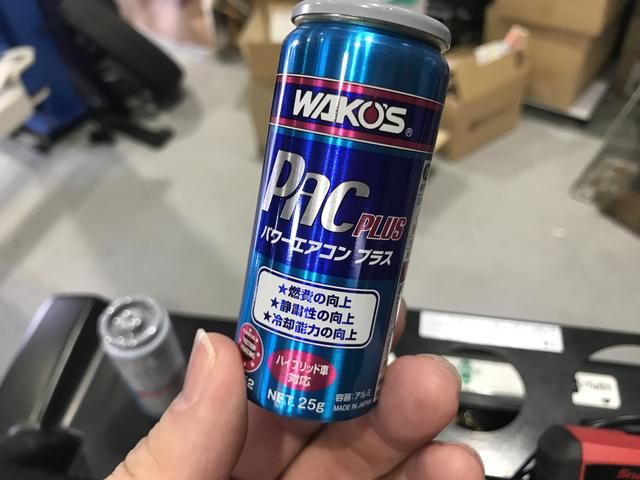 WAKO'S®
PAC PLUS
パワーエアコン プラス
★燃費の向上
★静粛性の向上
★冷却能力の向上
ハイブリッド車
対応
NET.25g
容器：アルミ
MADE IN JAPAN